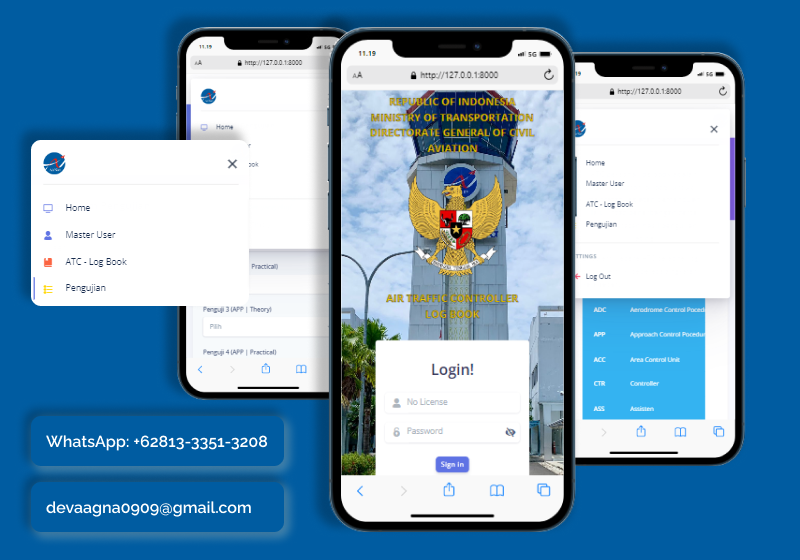 11.19
5G
AA
http://127.0.0.1:8000
Home
Penguji 3 (APP | Theory)
Pilih
Penguji 4 (APP | Practical)
Home
Master User
ATC - Log Book
Pengujian
11.19
5G
AA
http://127.0.0.1:8000
REPUBLIC OF INDONESIA
MINISTRY OF TRANSPORTATION
DIRECTORATE GENERAL OF CIVIL
AVIATION
AIR TRAFFIC CONTROLLER
LOG BOOK
Login!
No License
Password
Sign in
5G
http://127.0.0.1:8000
Home
Master User
ATC - Log Book
Pengujian
Log Out
ADC Aerodrome Control
APP Approach Control
ACC Area Control Unit
CTR Controller
ASS Assisten
WhatsApp: +62813-3351-3208
devaagna0909@gmail.com